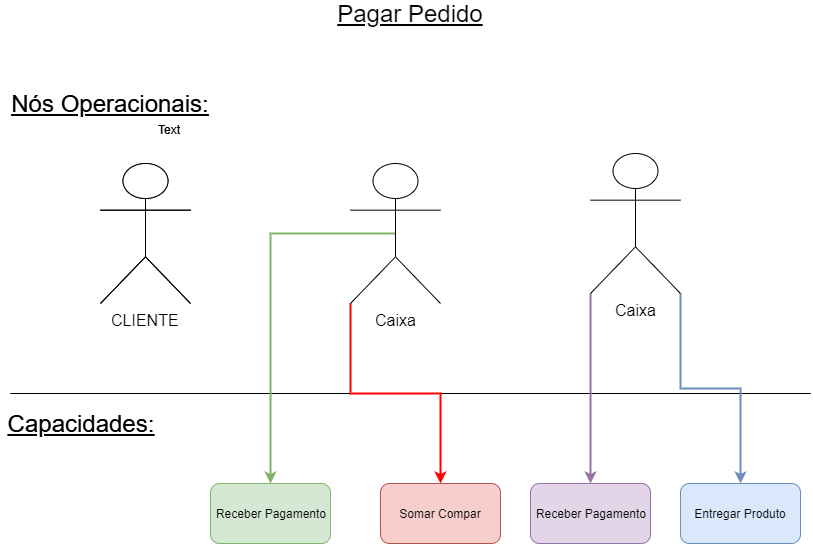 Pagar Pedido
Nós Operacionais:
Text
CLIENTE
Caixa
Caixa
Capacidades:
Receber Pagamento
Somar Compar
Receber Pagamento
Entregar Produto